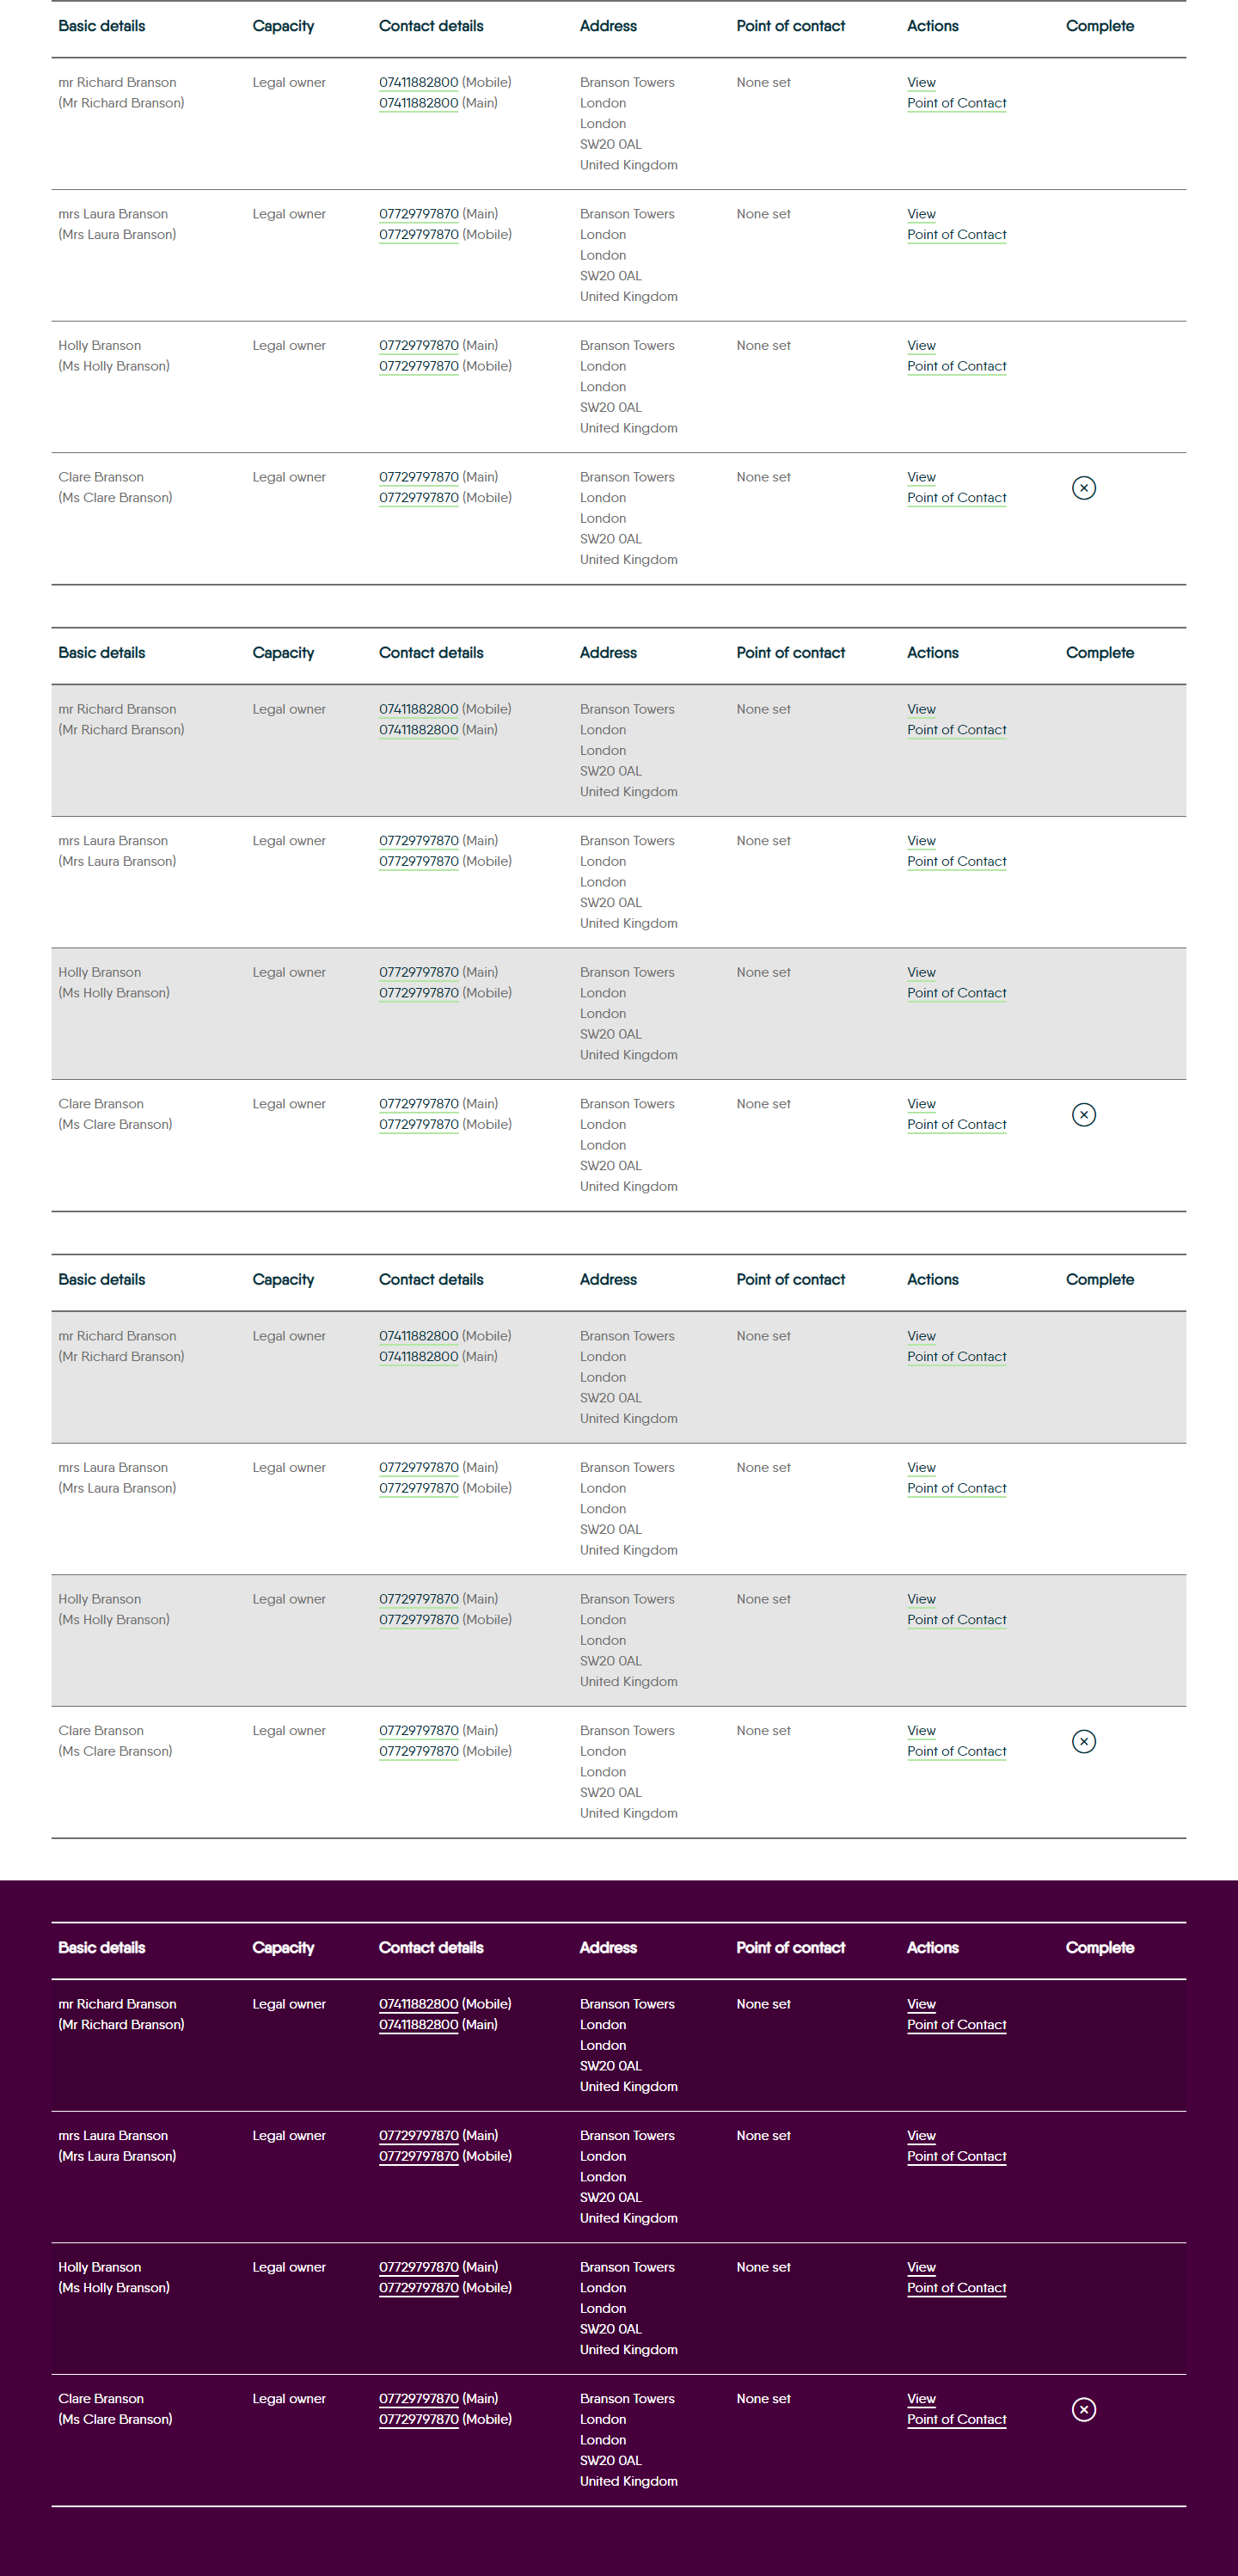 Basic details Capacity Contact details Address Point of contact Actions Complete
mr Richard Branson Legal owner 07411882800 (Mobile) Branson Towers None set View
(Mr Richard Branson) 07411882800 (Main) London Point of Contact
London
SW20 0AL
United Kingdom
mrs Laura Branson Legal owner 07729797870 (Main) Branson Towers None set View
(Mrs Laura Branson) 07729797870 (Mobile) London Point of Contact
London
SW20 0AL
United Kingdom
Holly Branson Legal owner 07729797870 (Main) Branson Towers None set View
(Ms Holly Branson) 07729797870 (Mobile) London Point of Contact
London
SW20 0AL
United Kingdom
Clare Branson Legal owner 07729797870 (Main) Branson Towers None set View
(Ms Clare Branson) 07729797870 (Mobile) London Point of Contact
London
SW20 0AL
United Kingdom
Basic details Capacity Contact details Address Point of contact Actions Complete
mr Richard Branson Legal owner 07411882800 (Mobile) Branson Towers None set View
(Mr Richard Branson) 07411882800 (Main) London Point of Contact
London
SW20 0AL
United Kingdom
mrs Laura Branson Legal owner 07729797870 (Main) Branson Towers None set View
(Mrs Laura Branson) 07729797870 (Mobile) London Point of Contact
London
SW20 0AL
United Kingdom
Holly Branson Legal owner 07729797870 (Main) Branson Towers None set View
(Ms Holly Branson) 07729797870 (Mobile) London Point of Contact
London
SW20 0AL
United Kingdom
Clare Branson Legal owner 07729797870 (Main) Branson Towers None set View
(Ms Clare Branson) 07729797870 (Mobile) London Point of Contact
London
SW20 0AL
United Kingdom
Basic details Capacity Contact details Address Point of contact Actions Complete
mr Richard Branson Legal owner 07411882800 (Mobile) Branson Towers None set View
(Mr Richard Branson) 07411882800 (Main) London Point of Contact
London
SW20 0AL
United Kingdom
mrs Laura Branson Legal owner 07729797870 (Main) Branson Towers None set View
(Mrs Laura Branson) 07729797870 (Mobile) London Point of Contact
London
SW20 0AL
United Kingdom
Holly Branson Legal owner 07729797870 (Main) Branson Towers None set View
(Ms Holly Branson) 07729797870 (Mobile) London Point of Contact
London
SW20 0AL
United Kingdom
Clare Branson Legal owner 07729797870 (Main) Branson Towers None set View
(Ms Clare Branson) 07729797870 (Mobile) London Point of Contact
London
SW20 0AL
United Kingdom
Basic details Capacity Contact details Address Point of contact Actions Complete
mr Richard Branson Legal owner 07411882800 (Mobile) Branson Towers None set View
(Mr Richard Branson) 07411882800 (Main) London Point of Contact
London
SW20 0AL
United Kingdom
mrs Laura Branson Legal owner 07729797870 (Main) Branson Towers None set View
(Mrs Laura Branson) 07729797870 (Mobile) London Point of Contact
London
SW20 0AL
United Kingdom
Holly Branson Legal owner 07729797870 (Main) Branson Towers None set View
(Ms Holly Branson) 07729797870 (Mobile) London Point of Contact
London
SW20 0AL
United Kingdom
Clare Branson Legal owner 07729797870 (Main) Branson Towers None set View
(Ms Clare Branson) 07729797870 (Mobile) London Point of Contact
London
SW20 0AL
United Kingdom